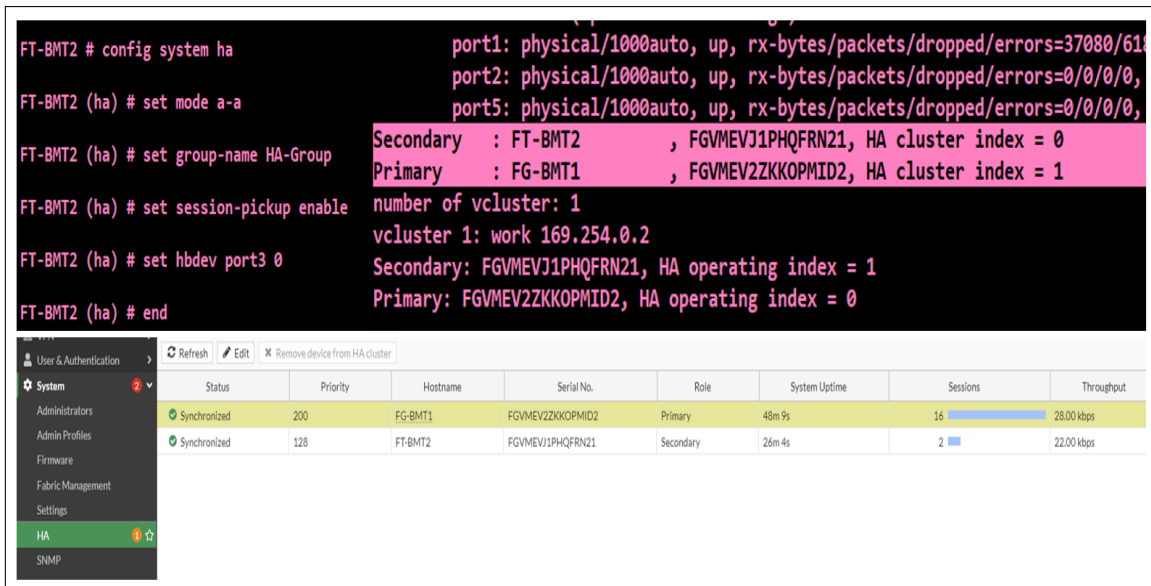 FT-BMT2 # config system ha
FT-BMT2 (ha) # set mode a-a
FT-BMT2 (ha) # set group-name HA-Group
FT-BMT2 (ha) # set session-pickup enable
FT-BMT2 (ha) # set hbdev port3 0
FT-BMT2 (ha) # end
port1: physical/1000auto, up, rx-bytes/packets/dropped/errors=37080/618
port2: physical/1000auto, up, rx-bytes/packets/dropped/errors=0/0/0/0,
port5: physical/1000auto, up, rx-bytes/packets/dropped/errors=0/0/0/0,
Secondary : FT-BMT2 , FGVMEVJ1PHQFRN21, HA cluster index = 0
Primary : FG-BMT1 , FGVMEV2ZKKOPMID2, HA cluster index = 1
number of vcluster: 1
vcluster 1: work 169.254.0.2
Secondary: FGVMEVJ1PHQFRN21, HA operating index = 1
Primary: FGVMEV2ZKKOPMID2, HA operating index = 0
User & Authentication
System 2
Administrators
Admin Profiles
Firmware
Fabric Management
Settings
HA 1
SNMP
Refresh Edit Remove device from HA cluster
Status Priority Hostname Serial No. Role System Uptime Sessions Throughput
Synchronized 200 FG-BMT1 FGVMEV2ZKKOPMID2 Primary 48m 9s 16 28.00 kbps
Synchronized 128 FT-BMT2 FGVMEVJ1PHQFRN21 Secondary 26m 4s 2 22.00 kbps